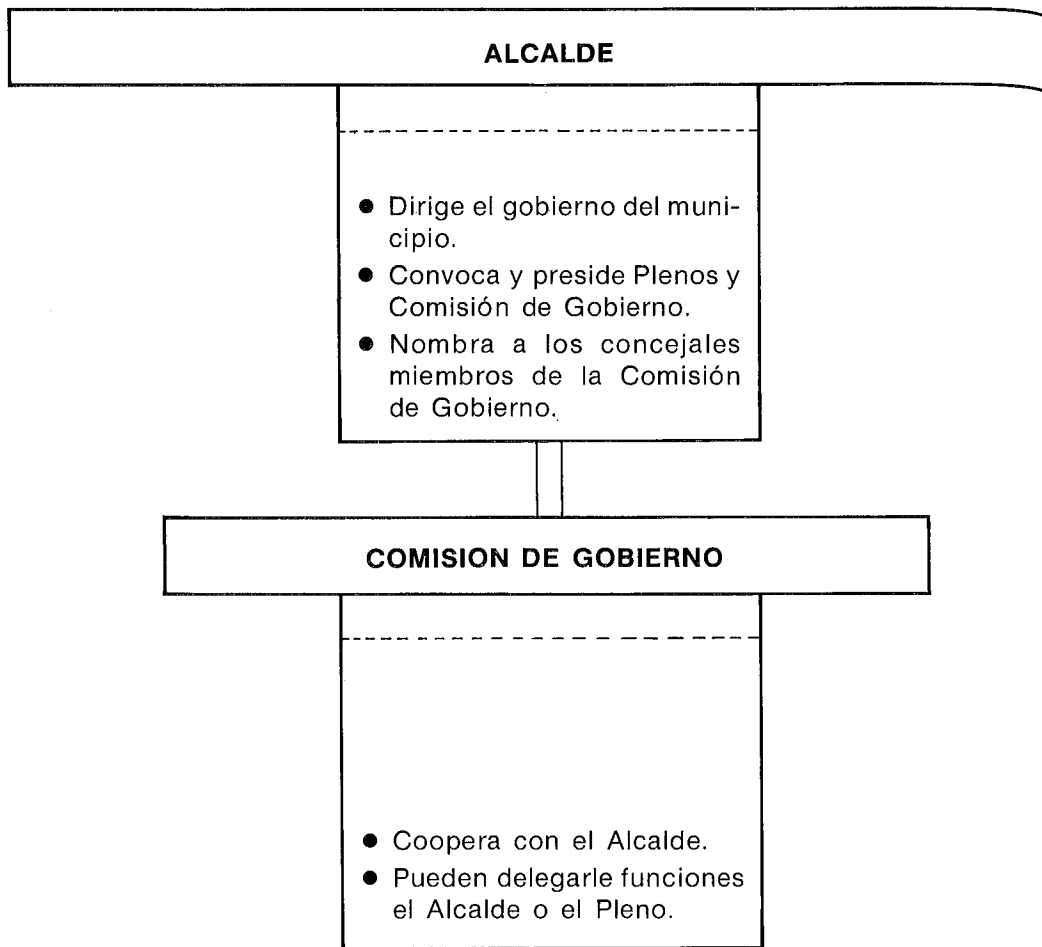 ALCALDE
● Dirige el gobierno del muni-
cipio.
● Convoca y preside Plenos y
Comisión de Gobierno.
● Nombra a los concejales
miembros de la Comisión
de Gobierno.
COMISION DE GOBIERNO
● Coopera con el Alcalde.
● Pueden delegarle funciones
el Alcalde o el Pleno.